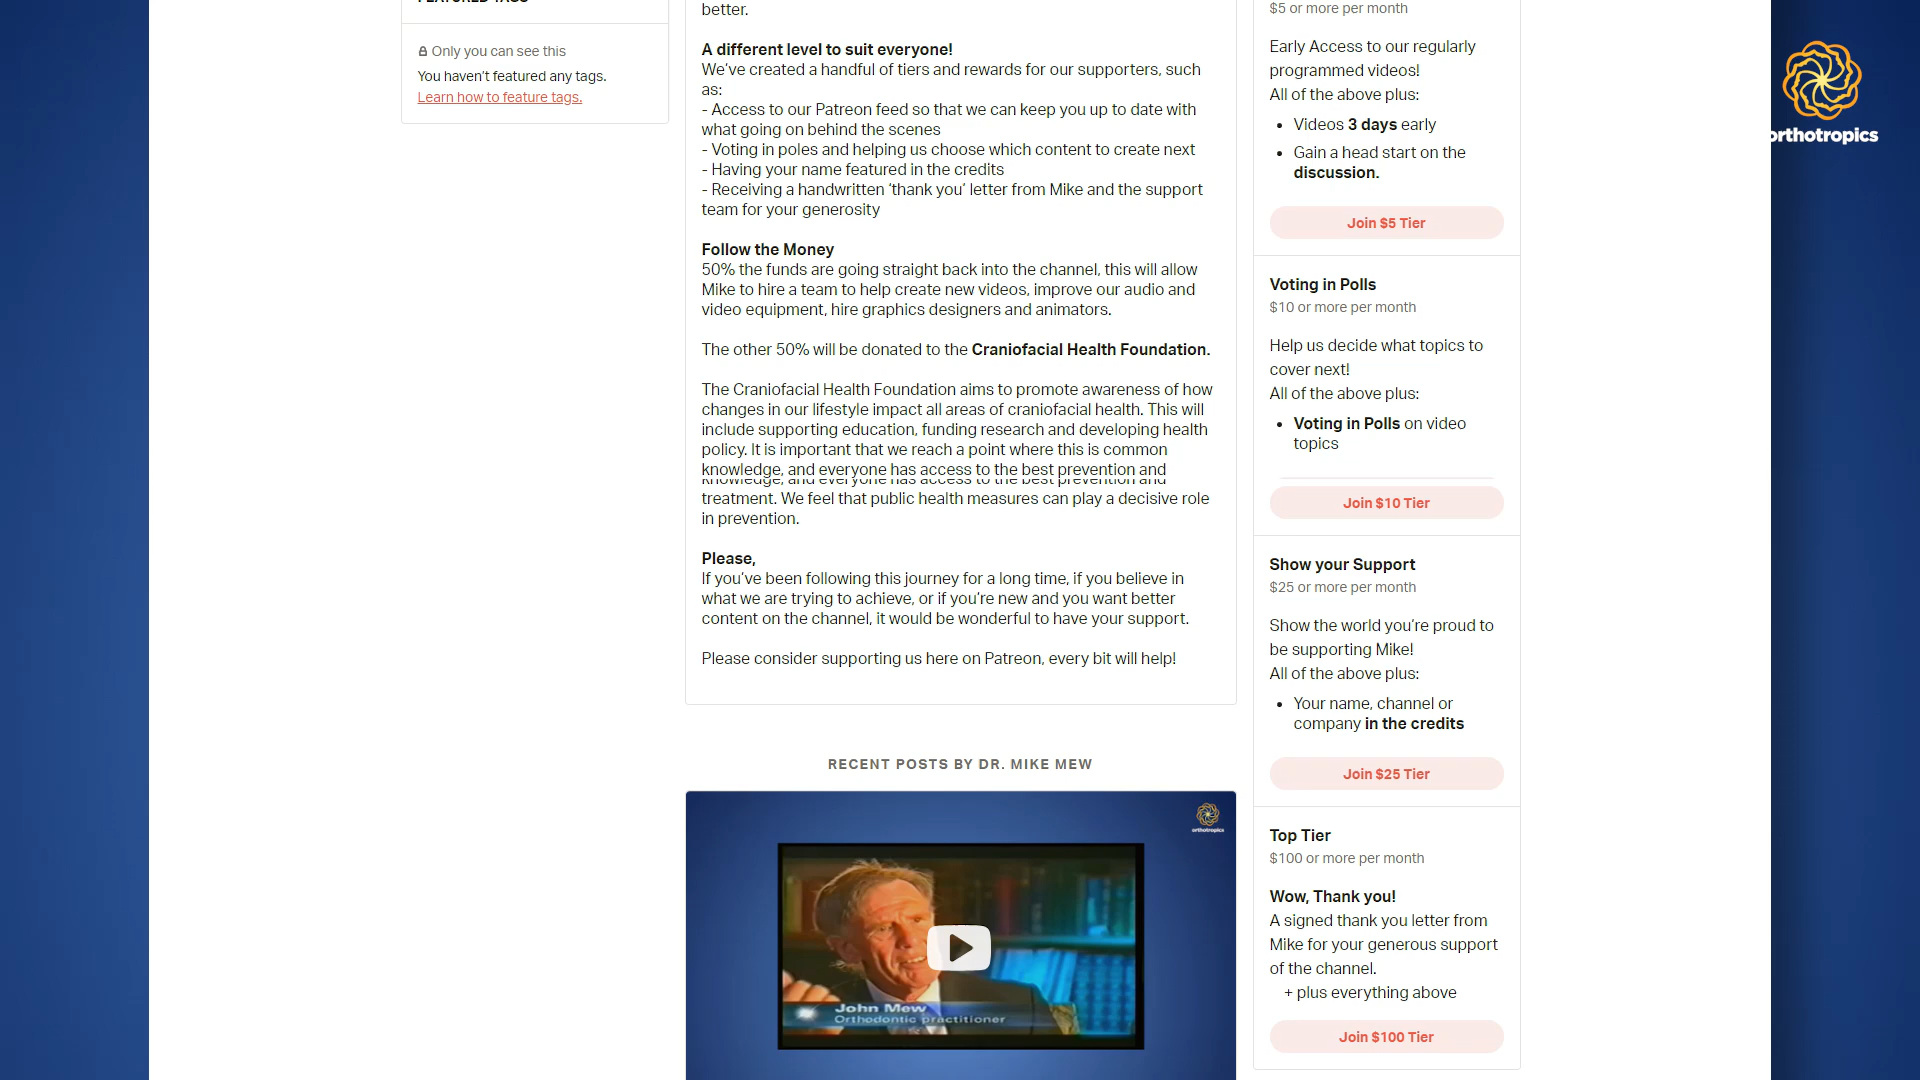 Only you can see this
You haven't featured any tags.
Learn how to feature tags.
better.
A different level to suit everyone!
We've created a handful of tiers and rewards for our supporters, such
as:
- Access to our Patreon feed so that we can keep you up to date with
what going on behind the scenes
- Voting in poles and helping us choose which content to create next
- Having your name featured in the credits
- Receiving a handwritten 'thank you' letter from Mike and the support
team for your generosity
Follow the Money
50% the funds are going straight back into the channel, this will allow
Mike to hire a team to help create new videos, improve our audio and
video equipment, hire graphics designers and animators.
The other 50% will be donated to the Craniofacial Health Foundation.
The Craniofacial Health Foundation aims to promote awareness of how
changes in our lifestyle impact all areas of craniofacial health. This will
include supporting education, funding research and developing health
policy. It is important that we reach a point where this is common
knowledge, and everyone has access to the best prevention and
knowledge, and everyone has access to the best prevention and
treatment. We feel that public health measures can play a decisive role
in prevention.
Please,
If you've been following this journey for a long time, if you believe in
what we are trying to achieve, or if you're new and you want better
content on the channel, it would be wonderful to have your support.
Please consider supporting us here on Patreon, every bit will help!
RECENT POSTS BY DR. MIKE MEW
orthotropics
John Mew
Orthodontic practitioner
$5 or more per month
Early Access to our regularly
programmed videos!
All of the above plus:
• Videos 3 days early
• Gain a head start on the
discussion.
Join $5 Tier
Voting in Polls
$10 or more per month
Help us decide what topics to
cover next!
All of the above plus:
• Voting in Polls on video
topics
Join $10 Tier
Show your Support
$25 or more per month
Show the world you're proud to
be supporting Mike!
All of the above plus:
• Your name, channel or
company in the credits
Join $25 Tier
Top Tier
$100 or more per month
Wow, Thank you!
A signed thank you letter from
Mike for your generous support
of the channel.
+ plus everything above
Join $100 Tier
orthotropics